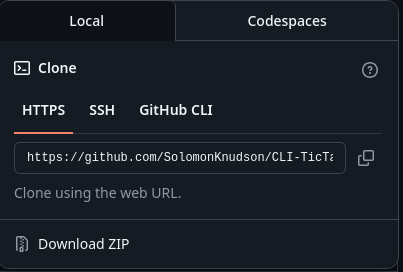 Local
Codespaces
Clone
HTTPS
SSH
GitHub CLI
https://github.com/SolomonKnudson/CLI-TicTa
Clone using the web URL.
Download ZIP